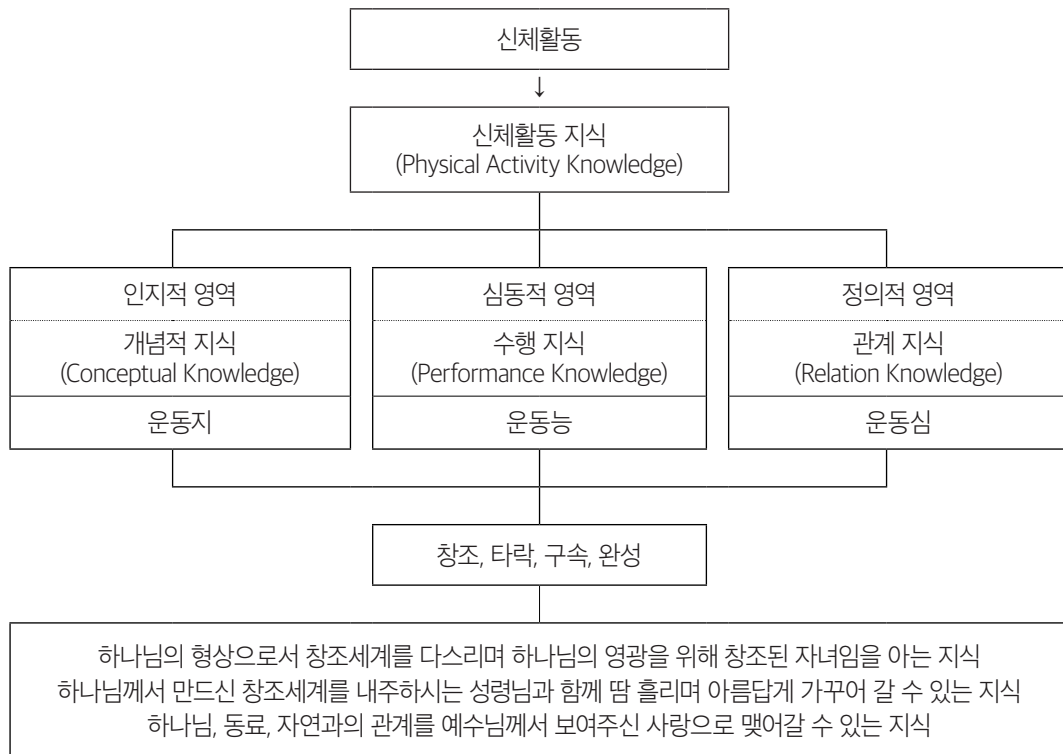 신체활동
↓
신체활동 지식
(Physical Activity Knowledge)
인지적 영역
개념적 지식
(Conceptual Knowledge)
운동지
심동적 영역
수행 지식
(Performance Knowledge)
운동능
정의적 영역
관계 지식
(Relation Knowledge)
운동심
창조, 타락, 구속, 완성
하나님의 형상으로서 창조세계를 다스리며 하나님의 영광을 위해 창조된 자녀임을 아는 지식
하나님께서 만드신 창조세계를 내주하시는 성령님과 함께 땀 흘리며 아름답게 가꾸어 갈 수 있는 지식
하나님, 동료, 자연과의 관계를 예수님께서 보여주신 사랑으로 맺어갈 수 있는 지식